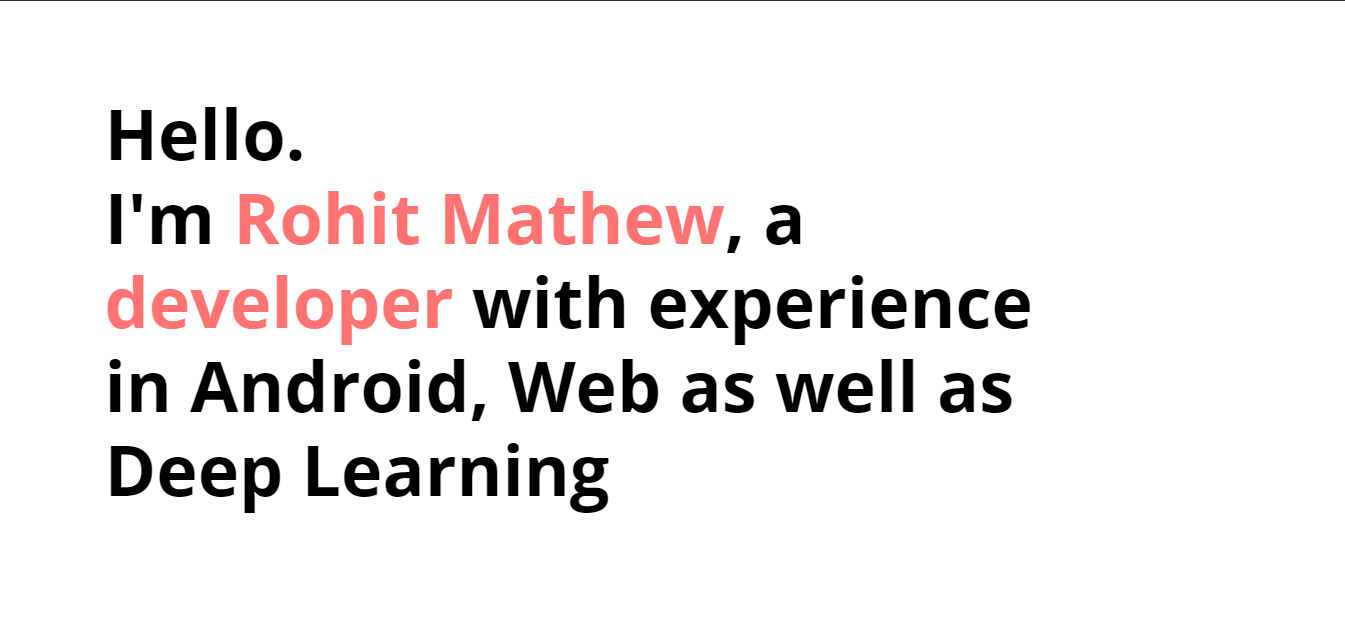 Hello.
I'm Rohit Mathew, a
developer with experience
in Android, Web as well as
Deep Learning